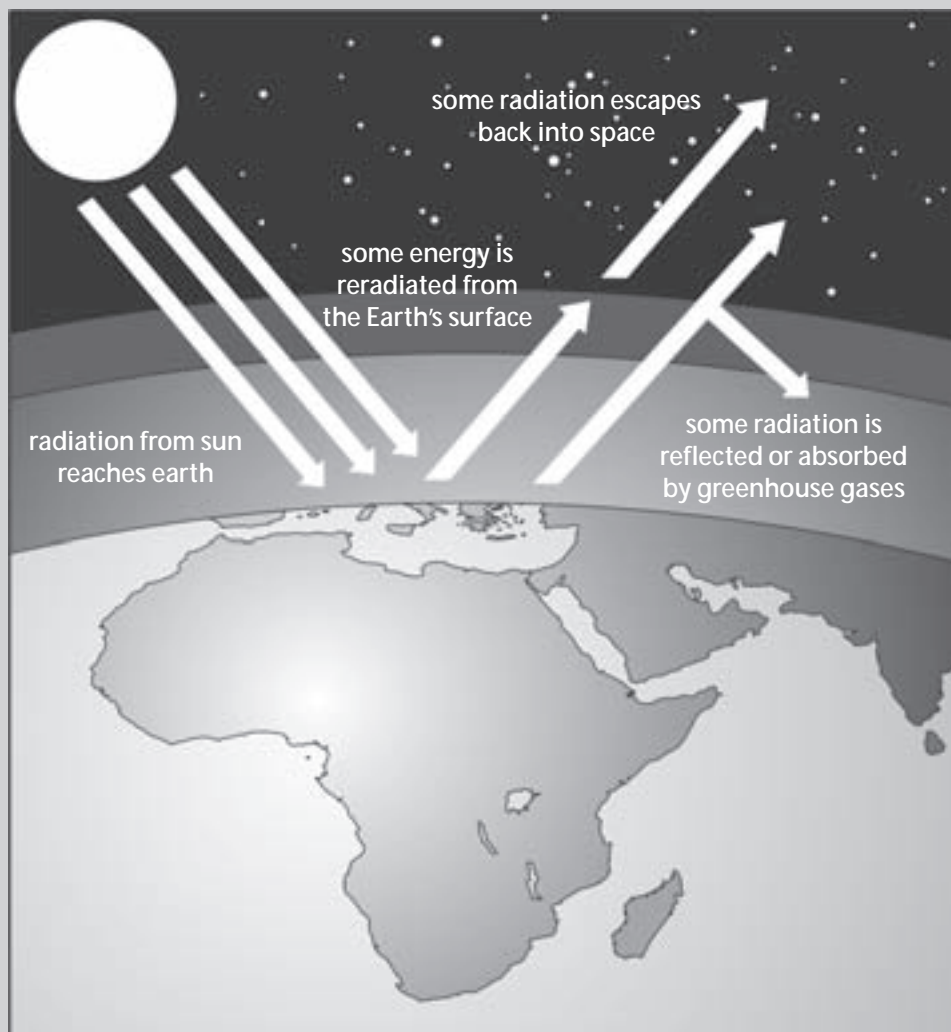 some radiation escapes
back into space
some energy is
reradiated from
the Earth's surface
radiation from sun
reaches earth
some radiation is
reflected or absorbed
by greenhouse gases